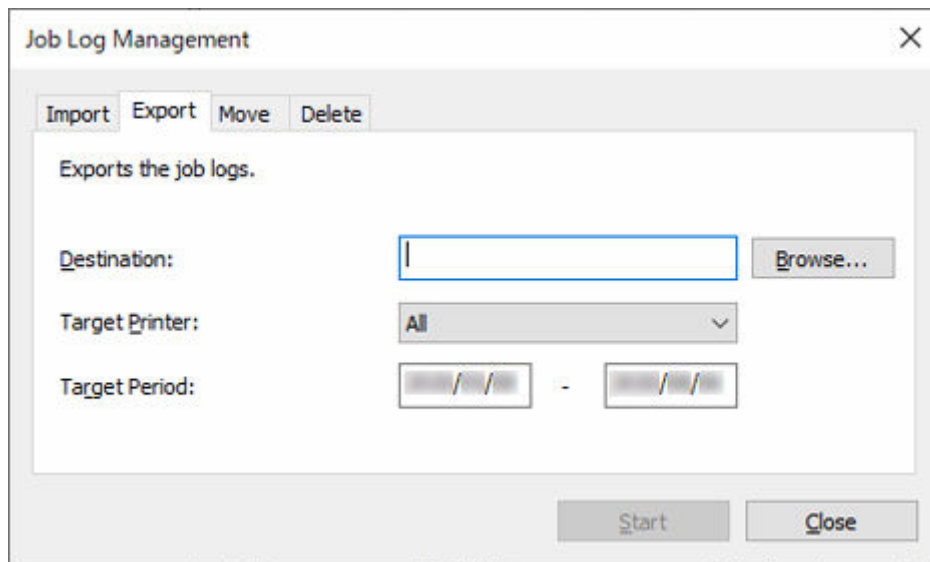 Job Log Management
Import Export Move Delete
Exports the job logs.
Destination: Browse...
Target Printer: All
Target Period: / / - / /
Start Close